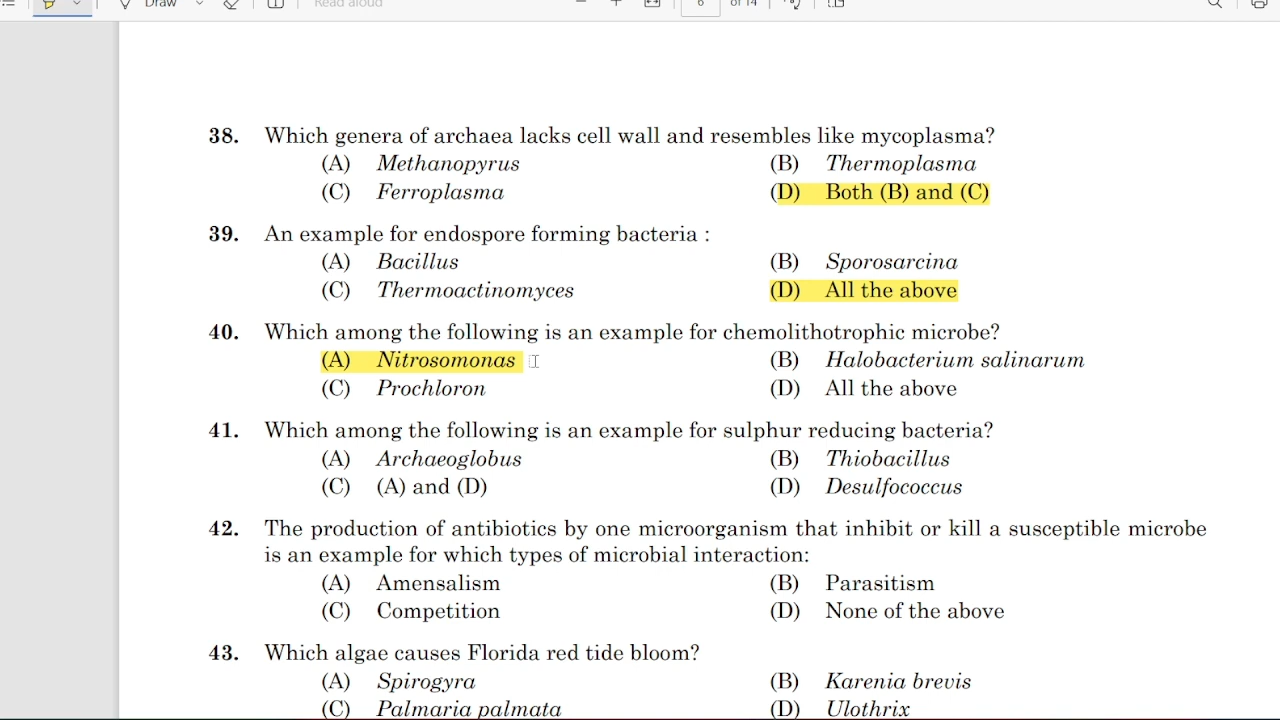 Draw
Read aloud
6 of 14
38. Which genera of archaea lacks cell wall and resembles like mycoplasma?
(A) Methanopyrus (B) Thermoplasma
(C) Ferroplasma (D) Both (B) and (C)
39. An example for endospore forming bacteria :
(A) Bacillus (B) Sporosarcina
(C) Thermoactinomyces (D) All the above
40. Which among the following is an example for chemolithotrophic microbe?
(A) Nitrosomonas (B) Halobacterium salinarum
(C) Prochloron (D) All the above
41. Which among the following is an example for sulphur reducing bacteria?
(A) Archaeoglobus (B) Thiobacillus
(C) (A) and (D) (D) Desulfococcus
42. The production of antibiotics by one microorganism that inhibit or kill a susceptible microbe
is an example for which types of microbial interaction:
(A) Amensalism (B) Parasitism
(C) Competition (D) None of the above
43. Which algae causes Florida red tide bloom?
(A) Spirogyra (B) Karenia brevis
(C) Palmaria palmata (D) Ulothrix